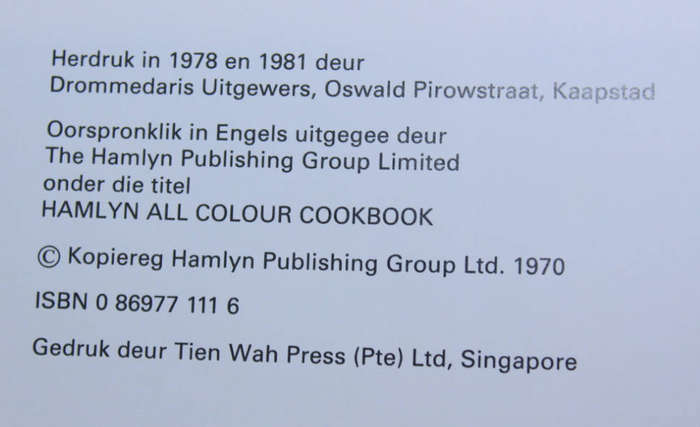 Herdruk in 1978 en 1981 deur
Drommedaris Uitgewers, Oswald Pirowstraat, Kaapstad
Oorspronklik in Engels uitgegee deur
The Hamlyn Publishing Group Limited
onder die titel
HAMLYN ALL COLOUR COOKBOOK
© Kopiereg Hamlyn Publishing Group Ltd. 1970
ISBN 0 86977 111 6
Gedruk deur Tien Wah Press (Pte) Ltd, Singapore